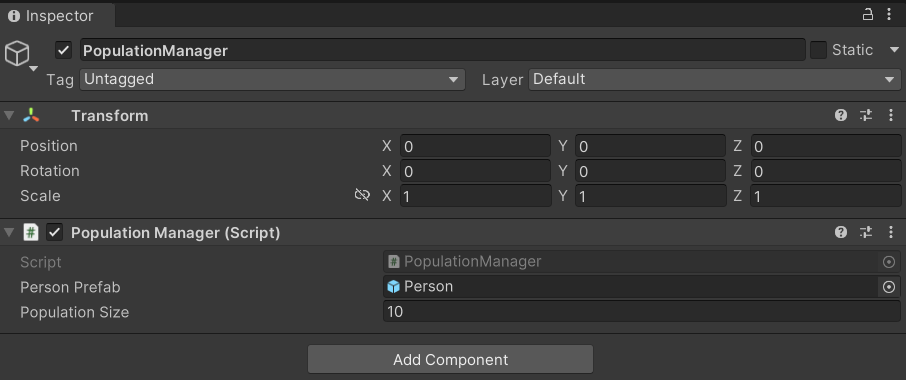 Inspector
PopulationManager Static
Tag Untagged Layer Default
Transform
Position X 0 Y 0 Z 0
Rotation X 0 Y 0 Z 0
Scale X 1 Y 1 Z 1
# Population Manager (Script)
Script # PopulationManager
Person Prefab Person
Population Size 10
Add Component